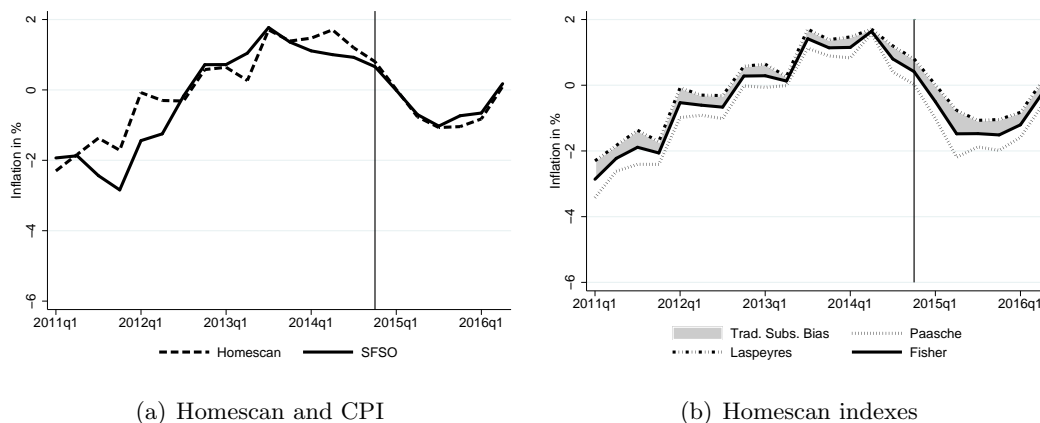 2
0
−2
−4
−6
Inflation in %
2011q1 2012q1 2013q1 2014q1 2015q1 2016q1
Homescan SFSO
(a) Homescan and CPI
2
0
−2
−4
−6
Inflation in %
2011q1 2012q1 2013q1 2014q1 2015q1 2016q1
Trad. Subs. Bias Paasche
Laspeyres Fisher
(b) Homescan indexes